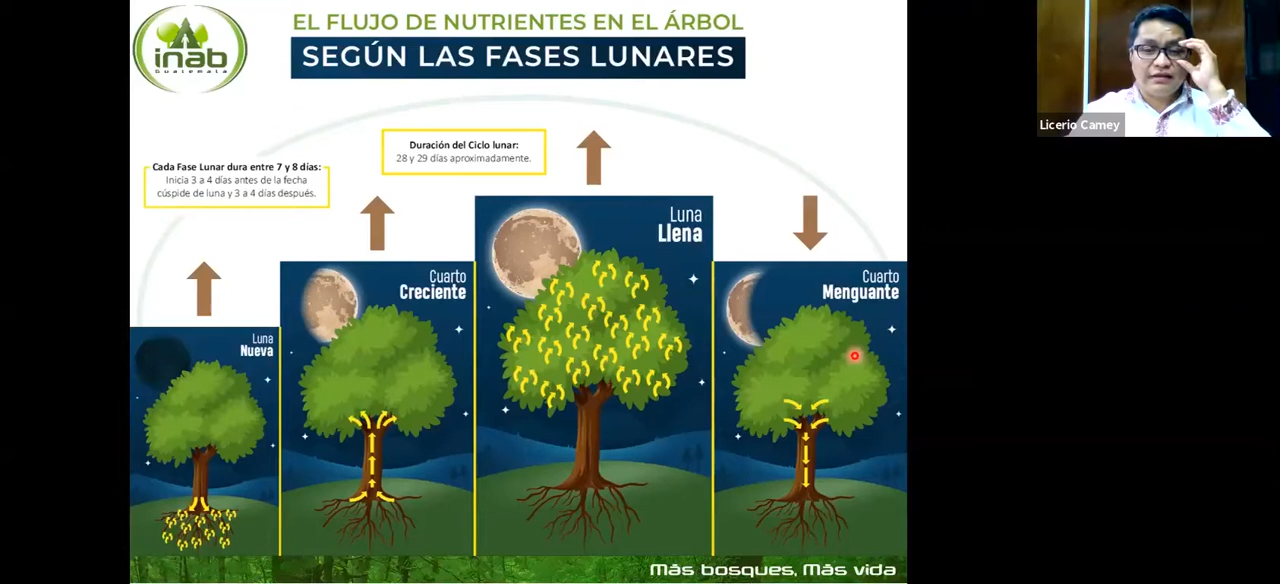 inab
Guatemala
EL FLUJO DE NUTRIENTES EN EL ÁRBOL
SEGÚN LAS FASES LUNARES
Licerio Camey
Duración del Ciclo lunar:
28 y 29 días aproximadamente.
Cada Fase Lunar dura entre 7 y 8 días:
Inicia 3 a 4 días antes de la fecha
cúspide de luna y 3 a 4 días después.
Luna
Nueva
Cuarto
Creciente
Luna
Llena
Cuarto
Menguante
Más bosques, Más vida